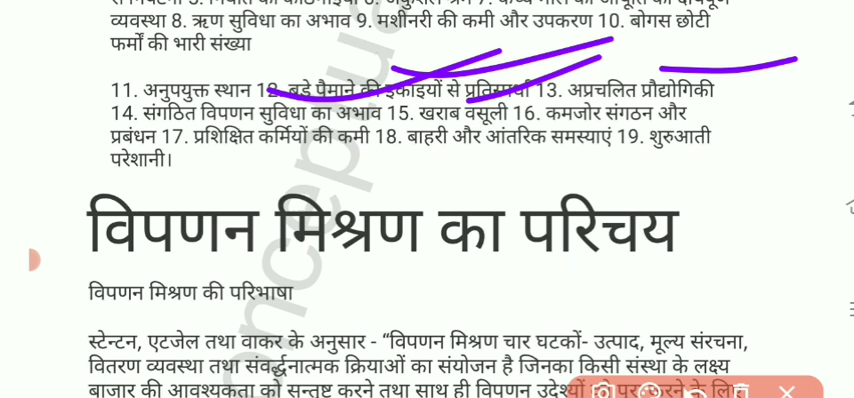 व्यवस्था 8. ऋण सुविधा का अभाव 9. मशीनरी की कमी और उपकरण 10. बोगस छोटी
फर्मों की भारी संख्या
11. अनुपयुक्त स्थान 12. बड़े पैमाने की इकाइयों से प्रतिस्पर्धा 13. अप्रचलित प्रौद्योगिकी
14. संगठित विपणन सुविधा का अभाव 15. खराब वसूली 16. कमजोर संगठन और
प्रबंधन 17. प्रशिक्षित कर्मियों की कमी 18. बाहरी और आंतरिक समस्याएं 19. शुरुआती
परेशानी।
विपणन मिश्रण का परिचय
विपणन मिश्रण की परिभाषा
स्टेन्टन, एटजेल तथा वाकर के अनुसार - “विपणन मिश्रण चार घटकों- उत्पाद, मूल्य संरचना,
वितरण व्यवस्था तथा संवर्द्धनात्मक क्रियाओं का संयोजन है जिनका किसी संस्था के लक्ष्य
बाजार की आवश्यकता को सन्तुष्ट करने तथा साथ ही विपणन उद्देश्यों